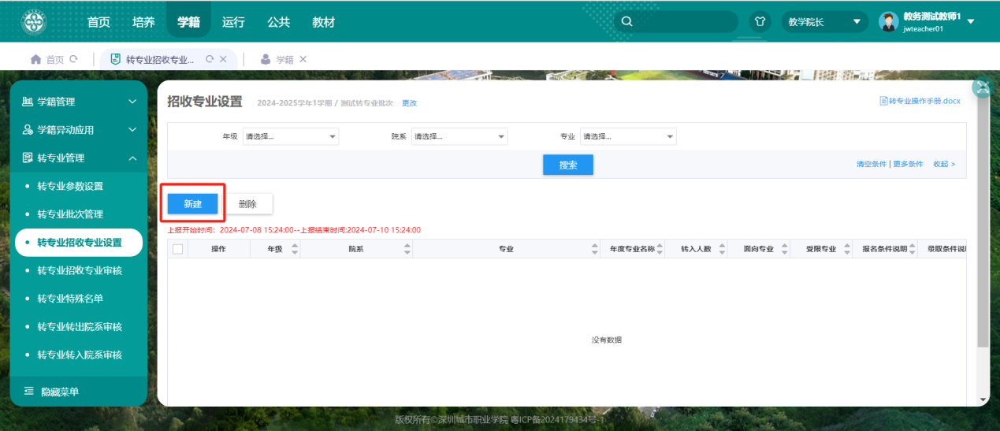 首页 培养 学籍 运行 公共 教材 教学院长 教务测试教师1
jwteacher01
首页 转专业招收专业... 学籍
学籍管理
学籍异动应用
转专业管理
转专业参数设置
转专业批次管理
转专业招收专业设置
转专业招收专业审核
转专业特殊名单
转专业转出院系审核
转专业转入院系审核
隐藏菜单
招收专业设置 2024-2025学年1学期 / 测试转专业批次 更改 转专业操作手册.docx
年级 请选择... 院系 请选择... 专业 请选择...
搜索 清空条件 | 更多条件 收起 >
新建 删除
上报开始时间：2024-07-08 15:24:00--上报结束时间:2024-07-10 15:24:00
操作 年级 院系 专业 年度专业名称 转入人数 面向专业 受限专业 报名条件说明 录取条件说
没有数据
版权所有©深圳城市职业学院 粤ICP备2024179434号-1